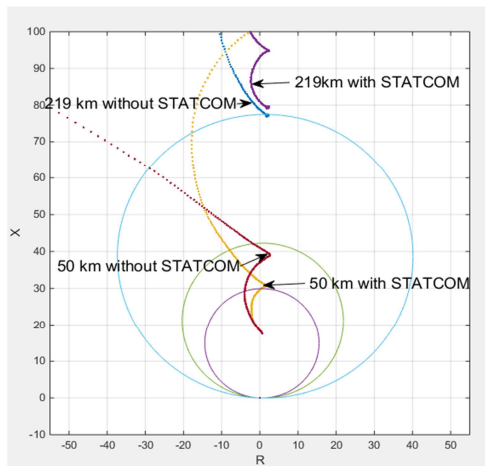 100
90
80
70
60
50
40
30
20
10
0
-10
X
219km with STATCOM
219 km without STATCOM
50 km without STATCOM
50 km with STATCOM
-50 -40 -30 -20 -10 0 10 20 30 40 50
R